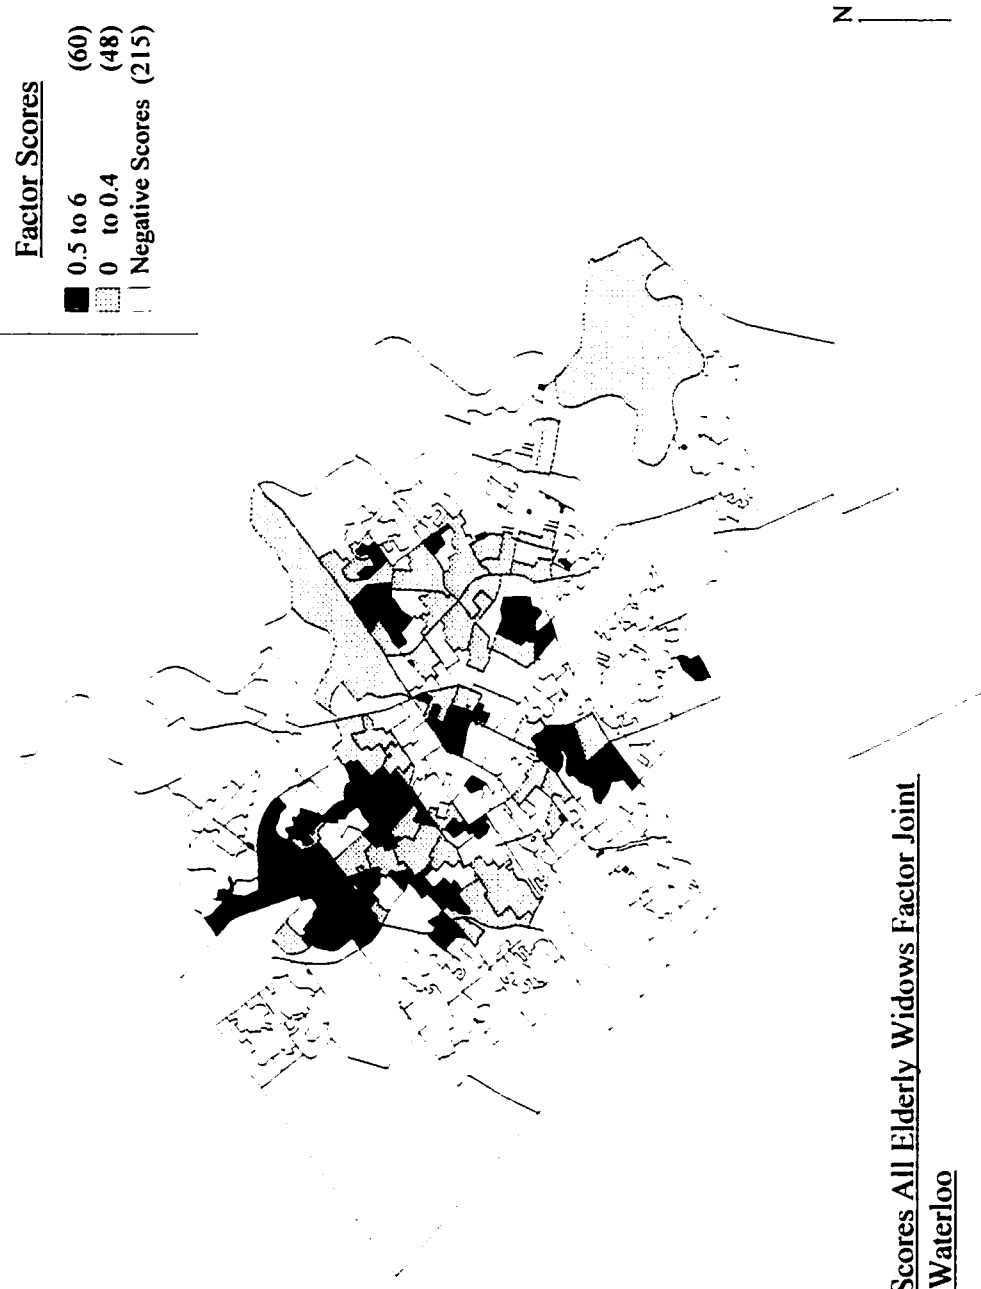 Factor Scores
0.5 to 6 (60)
0 to 0.4 (48)
Negative Scores (215)
N
Scores All Elderly Widows Factor Joint
Waterloo